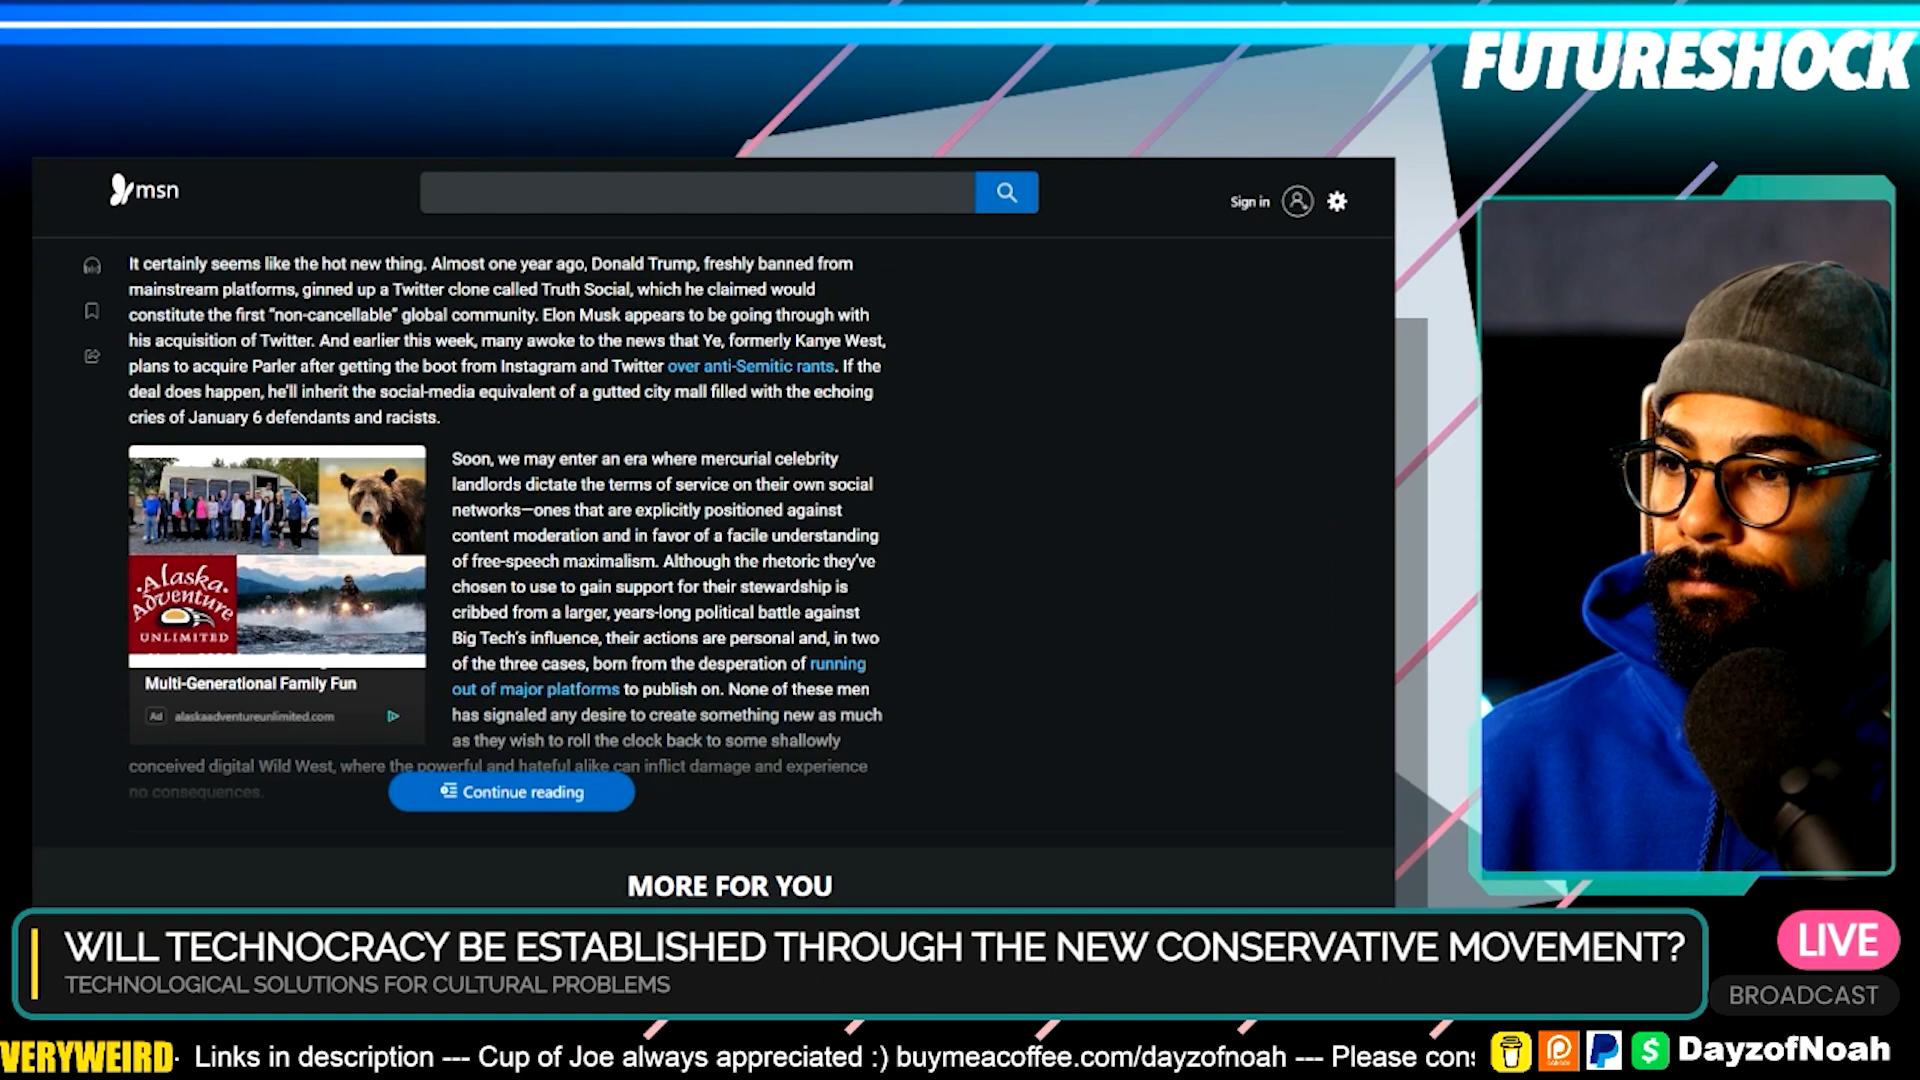 FUTURESHOCK
msn
Sign in
It certainly seems like the hot new thing. Almost one year ago, Donald Trump, freshly banned from
mainstream platforms, ginned up a Twitter clone called Truth Social, which he claimed would
constitute the first “non-cancellable” global community. Elon Musk appears to be going through with
his acquisition of Twitter. And earlier this week, many awoke to the news that Ye, formerly Kanye West,
plans to acquire Parler after getting the boot from Instagram and Twitter over anti-Semitic rants. If the
deal does happen, he'll inherit the social-media equivalent of a gutted city mall filled with the echoing
cries of January 6 defendants and racists.
Alaska
Adventure
UNLIMITED
Multi-Generational Family Fun
Ad alaskaadventureunlimited.com
Soon, we may enter an era where mercurial celebrity
landlords dictate the terms of service on their own social
networks—ones that are explicitly positioned against
content moderation and in favor of a facile understanding
of free-speech maximalism. Although the rhetoric they've
chosen to use to gain support for their stewardship is
cribbed from a larger, years-long political battle against
Big Tech's influence, their actions are personal and, in two
of the three cases, born from the desperation of running
out of major platforms to publish on. None of these men
has signaled any desire to create something new as much
as they wish to roll the clock back to some shallowly
conceived digital Wild West, where the powerful and hateful alike can inflict damage and experience
no consequences.
Continue reading
MORE FOR YOU
WILL TECHNOCRACY BE ESTABLISHED THROUGH THE NEW CONSERVATIVE MOVEMENT?
TECHNOLOGICAL SOLUTIONS FOR CULTURAL PROBLEMS
LIVE
BROADCAST
VERYWEIRD· Links in description --- Cup of Joe always appreciated :) buymeacoffee.com/dayzofnoah --- Please cons
DayzofNoah